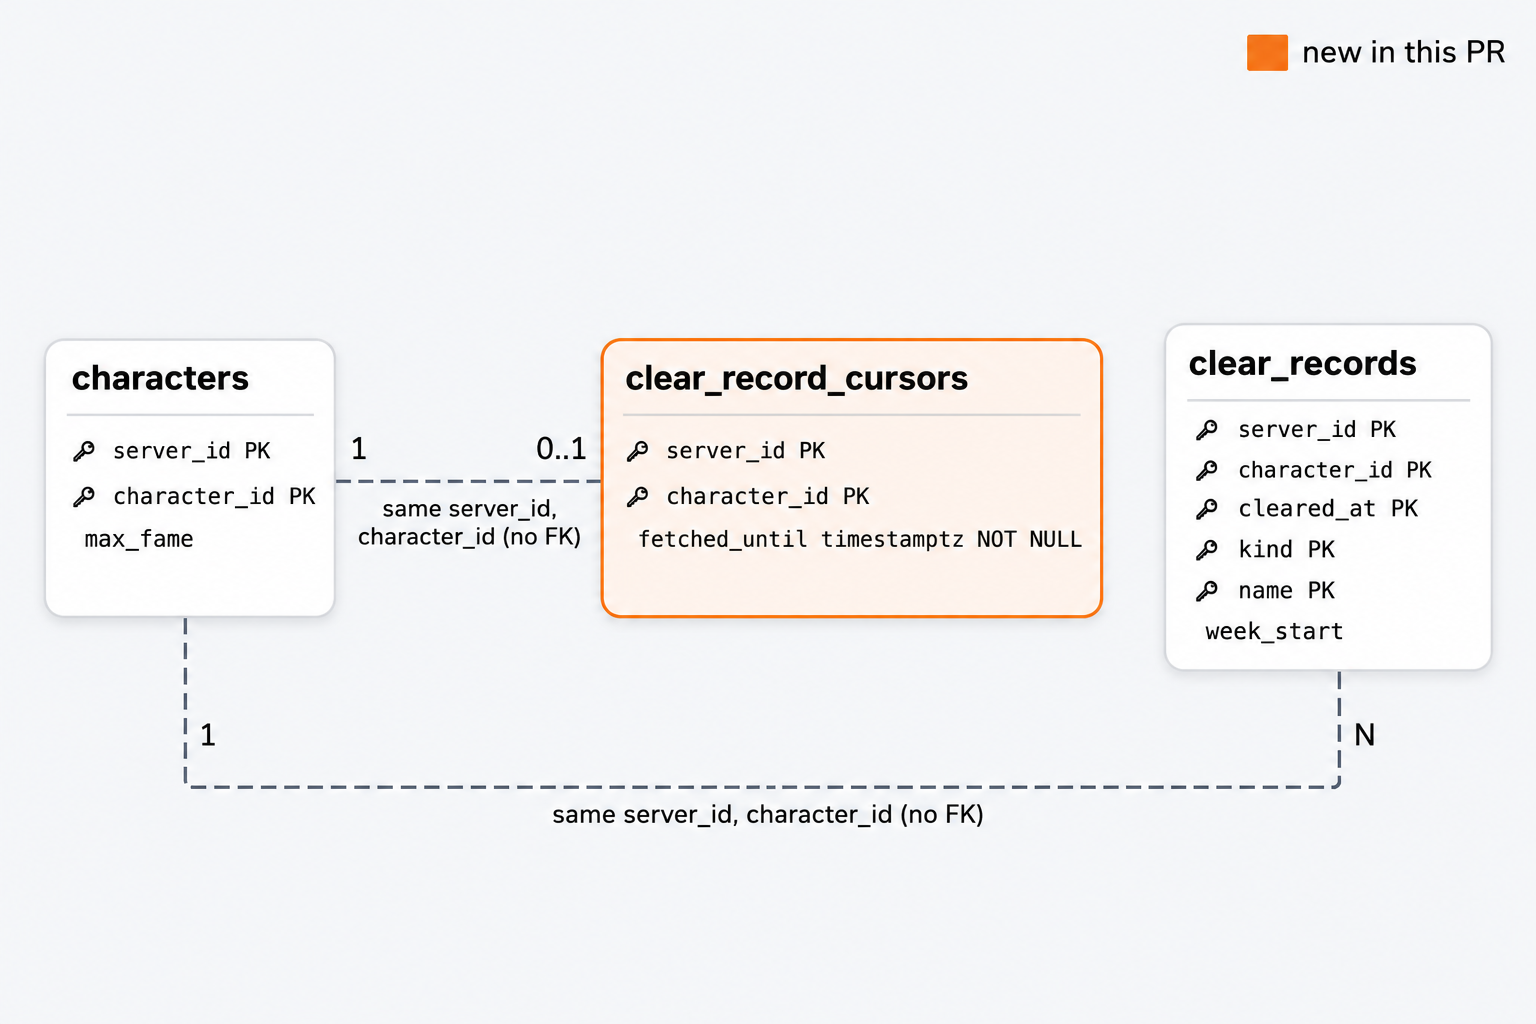 new in this PR
characters
server_id PK
character_id PK
max_fame
1
0..1
same server_id,
character_id (no FK)
clear_record_cursors
server_id PK
character_id PK
fetched_until timestamptz NOT NULL
clear_records
server_id PK
character_id PK
cleared_at PK
kind PK
name PK
week_start
1
N
same server_id, character_id (no FK)